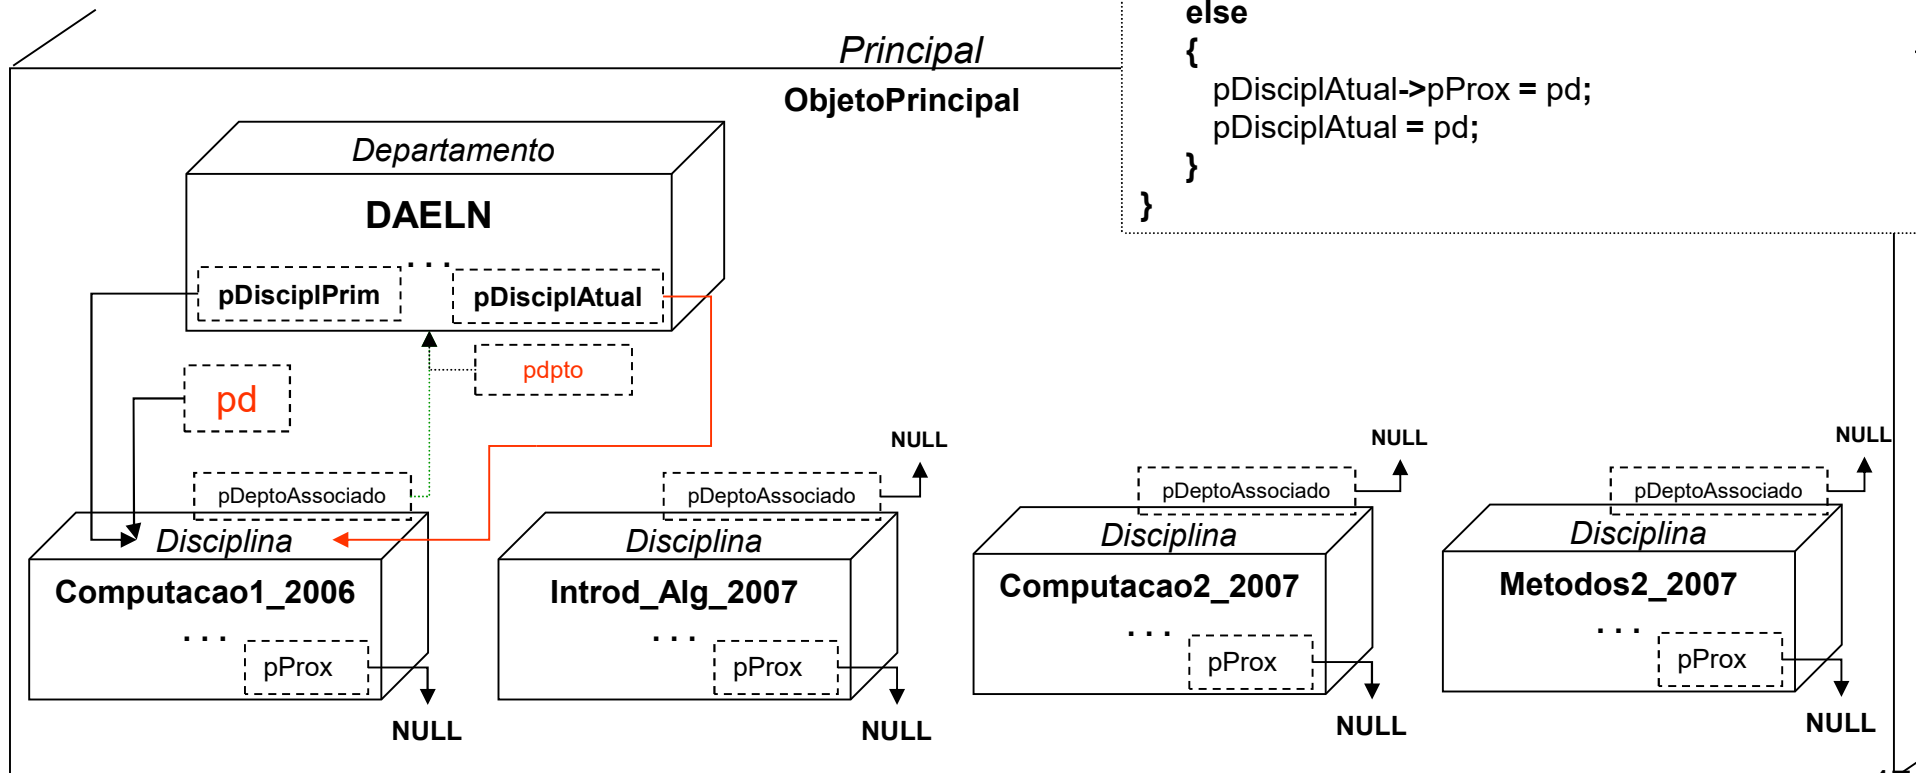 else
{
pDisciplAtual->pProx = pd;
pDisciplAtual = pd;
}
}
Principal
ObjetoPrincipal
Departamento
DAELN
. . .
pDisciplPrim
pDisciplAtual
pdpto
pd
NULL
NULL
NULL
pDeptoAssociado
pDeptoAssociado
pDeptoAssociado
pDeptoAssociado
Disciplina
Disciplina
Disciplina
Disciplina
Computacao1_2006
Introd_Alg_2007
Computacao2_2007
Metodos2_2007
. . .
. . .
. . .
. . .
pProx
pProx
pProx
pProx
NULL
NULL
NULL
NULL